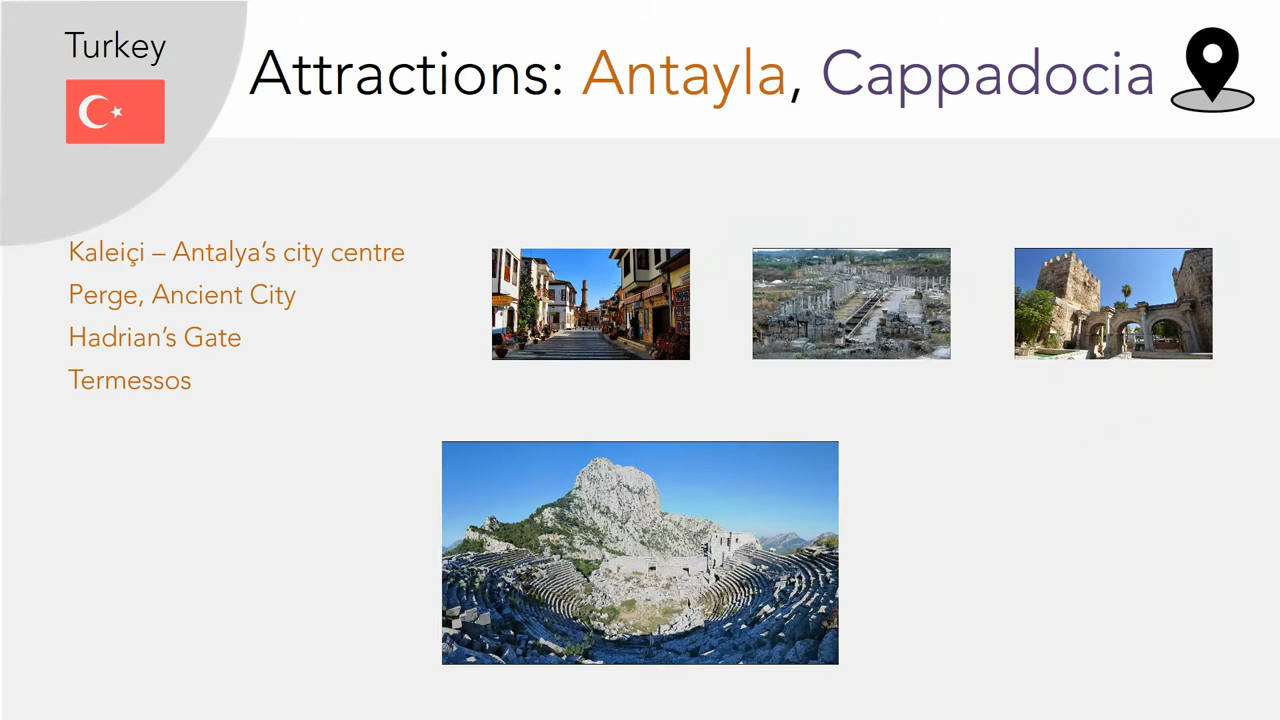 Turkey
Attractions: Antayla, Cappadocia
Kaleiçi – Antalya’s city centre
Perge, Ancient City
Hadrian’s Gate
Termessos